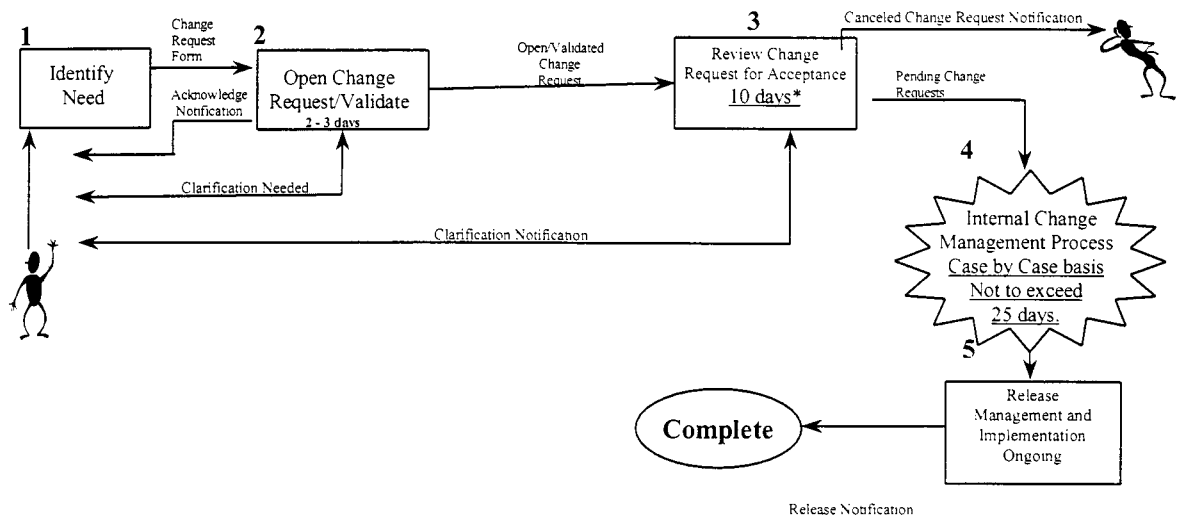 1
Identify
Need
Change
Request
Form
Acknowledge
Notification
2
Open Change
Request/Validate
2 - 3 days
Open/Validated
Change
Request
3
Review Change
Request for Acceptance
10 days*
Canceled Change Request Notification
Pending Change
Requests
Clarification Needed
Clarification Notification
4
Internal Change
Management Process
Case by Case basis
Not to exceed
25 days.
5
Release
Management and
Implementation
Ongoing
Complete
Release Notification